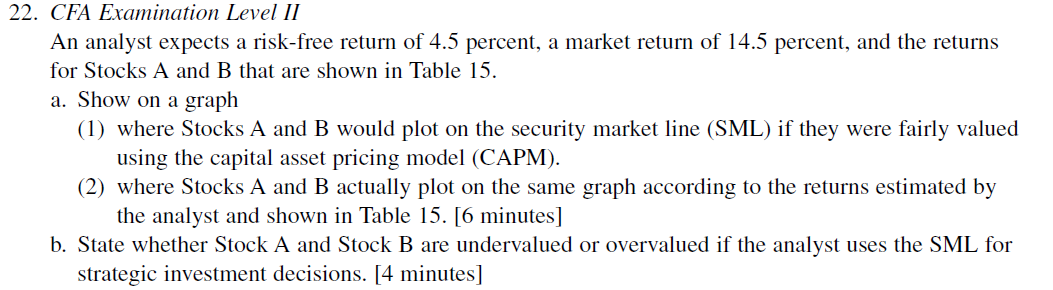 22. CFA Examination Level II
An analyst expects a risk-free return of 4.5 percent, a market return of 14.5 percent, and the returns
for Stocks A and B that are shown in Table 15.
a. Show on a graph
(1) where Stocks A and B would plot on the security market line (SML) if they were fairly valued
using the capital asset pricing model (CAPM).
(2) where Stocks A and B actually plot on the same graph according to the returns estimated by
the analyst and shown in Table 15. [6 minutes]
b. State whether Stock A and Stock B are undervalued or overvalued if the analyst uses the SML for
strategic investment decisions. [4 minutes]